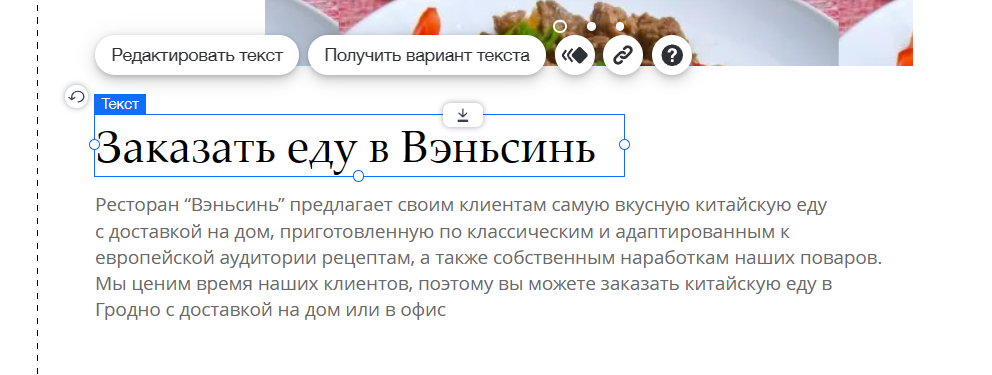 Редактировать текст
Получить вариант текста
Текст
Заказать еду в Вэньсинь
Ресторан “Вэньсинь” предлагает своим клиентам самую вкусную китайскую еду
с доставкой на дом, приготовленную по классическим и адаптированным к
европейской аудитории рецептам, а также собственным наработкам наших поваров.
Мы ценим время наших клиентов, поэтому вы можете заказать китайскую еду в
Гродно с доставкой на дом или в офис